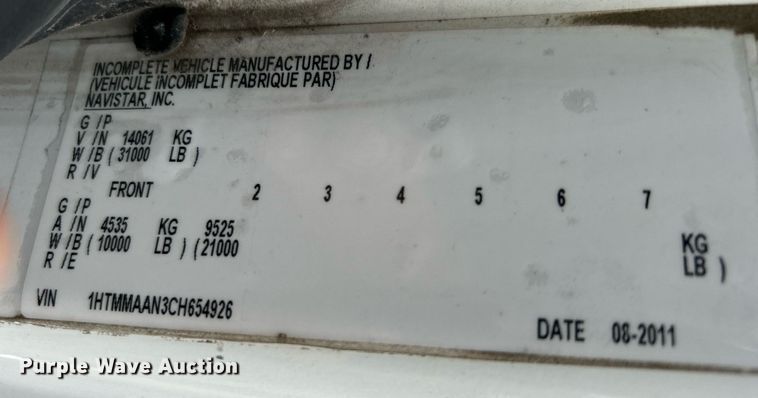 INCOMPLETE VEHICLE MANUFACTURED BY /
(VEHICULE INCOMPLET FABRIQUE PAR)
NAVISTAR, INC.
G /P
V /N 14061 KG
W /B ( 31000 LB )
R /V
FRONT 2 3 4 5 6 7
G /P
A /N 4535 KG 9525 KG
W /B ( 10000 LB ) ( 21000 LB )
R /E
VIN 1HTMMAAN3CH654926
DATE 08-2011
Purple Wave Auction